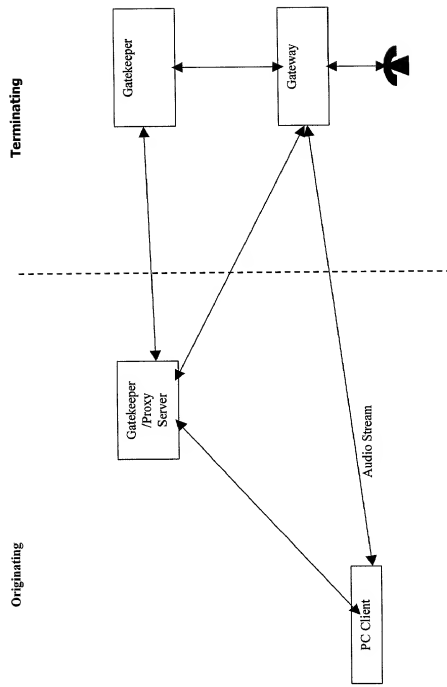 Originating
Terminating
Gatekeeper
/Proxy
Server
Gatekeeper
Gateway
Audio Stream
PC Client